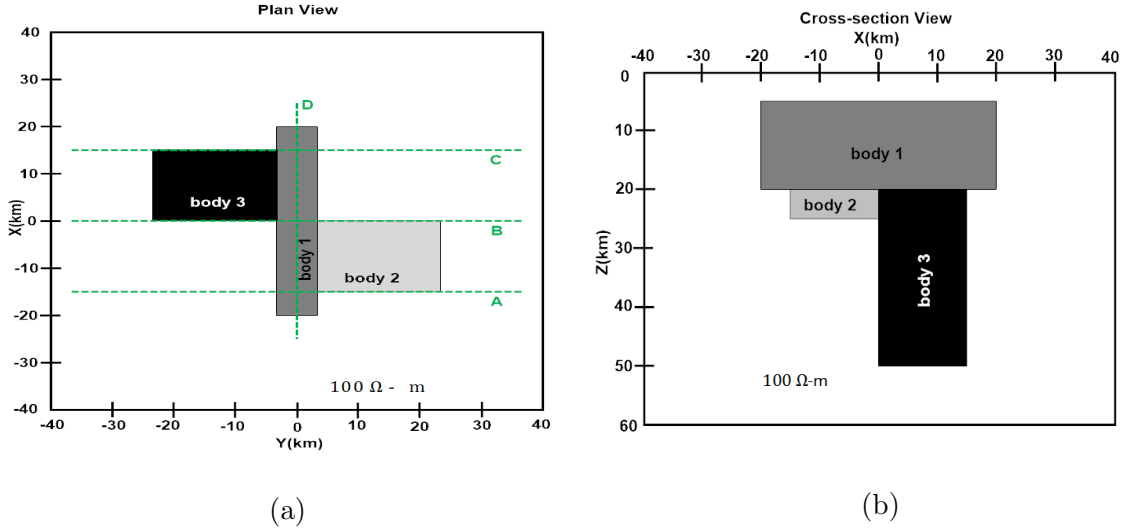 Plan View
40
30
20
10
0
-10
-20
-30
-40
X(km)
D
C
B
A
body 3
body 1
body 2
100 Ω - m
-40 -30 -20 -10 0 10 20 30 40
Y(km)
(a)
Cross-section View
X(km)
-40 -30 -20 -10 0 10 20 30 40
0
10
20
30
40
50
60
Z(km)
body 1
body 2
body 3
100 Ω-m
(b)